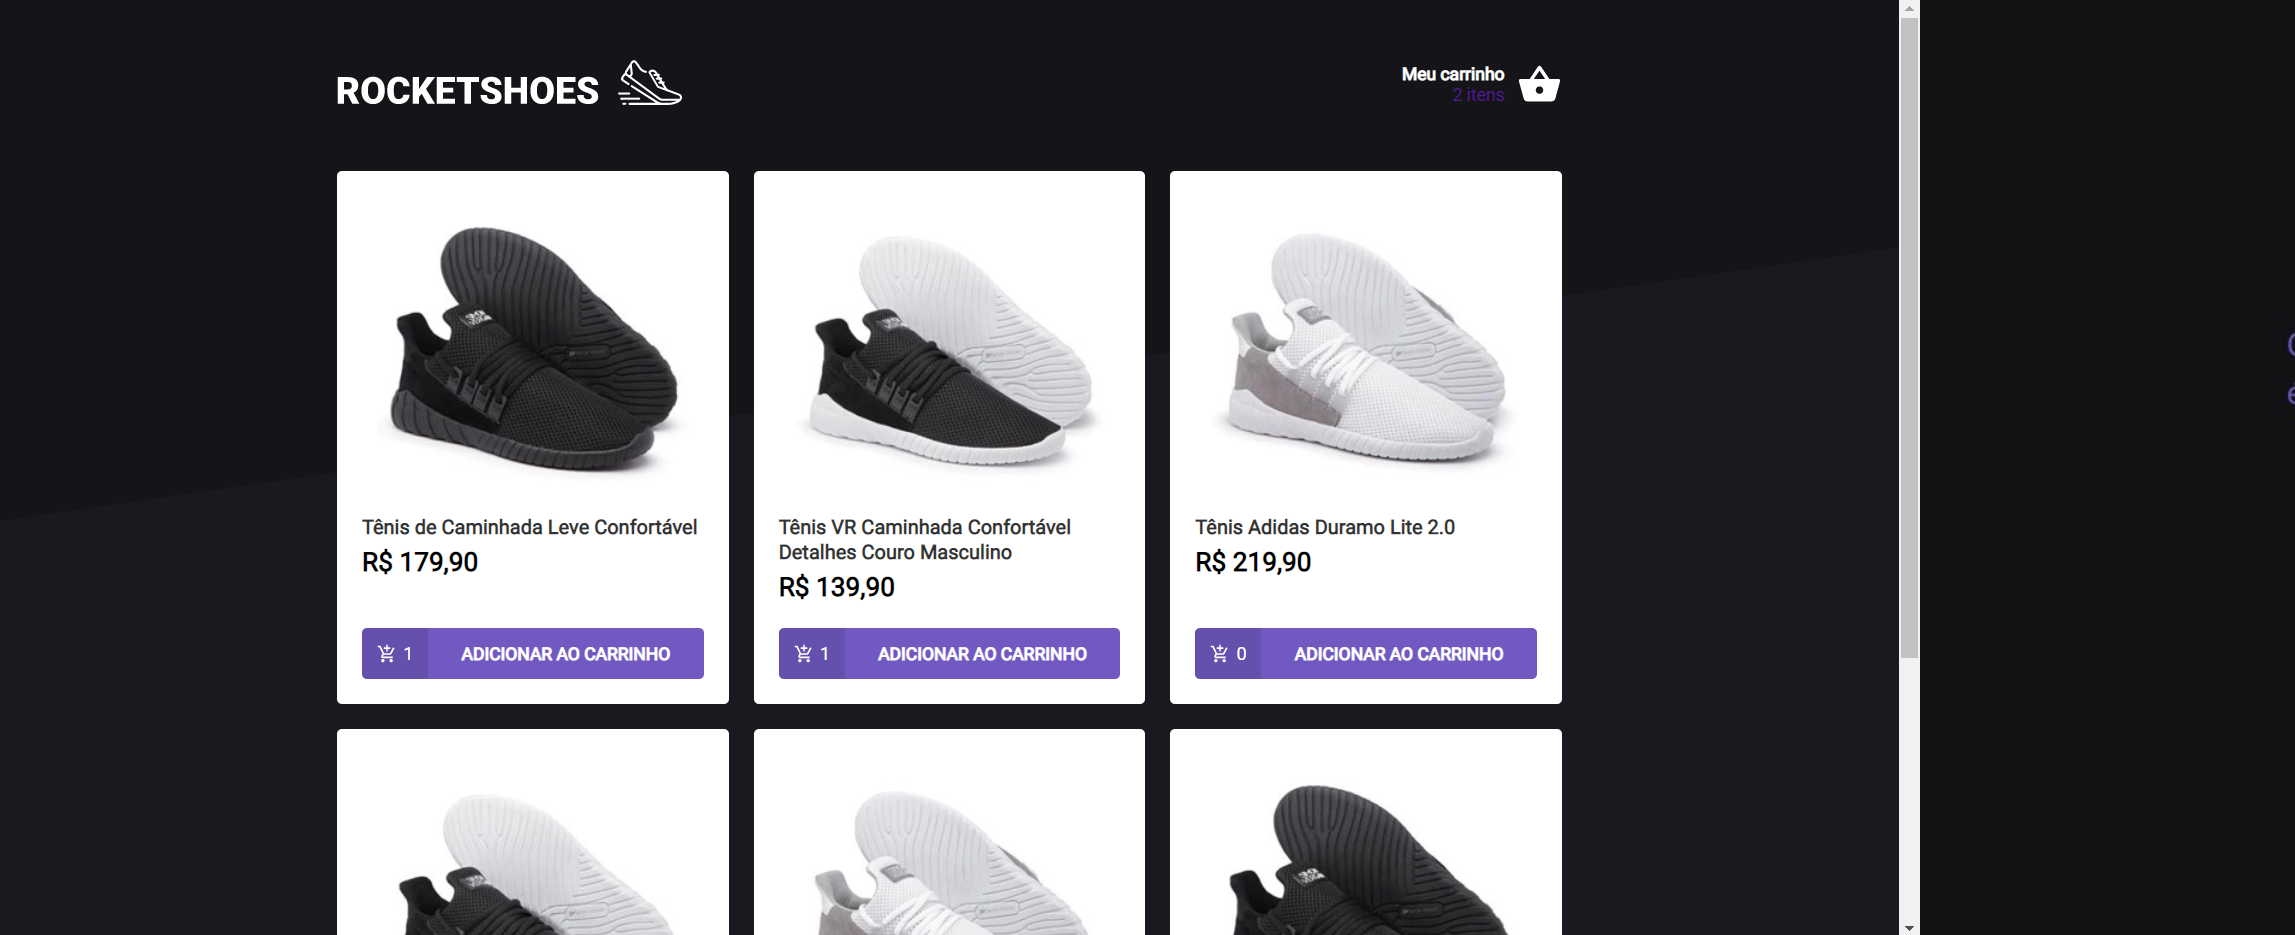 ROCKETSHOES
Meu carrinho
2 itens
Tênis de Caminhada Leve Confortável
R$ 179,90
1 ADICIONAR AO CARRINHO
Tênis VR Caminhada Confortável
Detalhes Couro Masculino
R$ 139,90
1 ADICIONAR AO CARRINHO
Tênis Adidas Duramo Lite 2.0
R$ 219,90
0 ADICIONAR AO CARRINHO